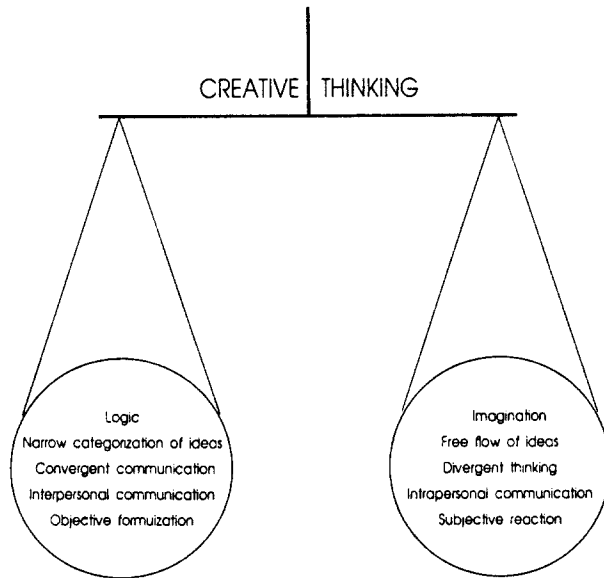 CREATIVE THINKING
Logic
Narrow categorization of ideas
Convergent communication
Interpersonal communication
Objective formuization
Imagination
Free flow of ideas
Divergent thinking
Intrapersonal communication
Subjective reaction